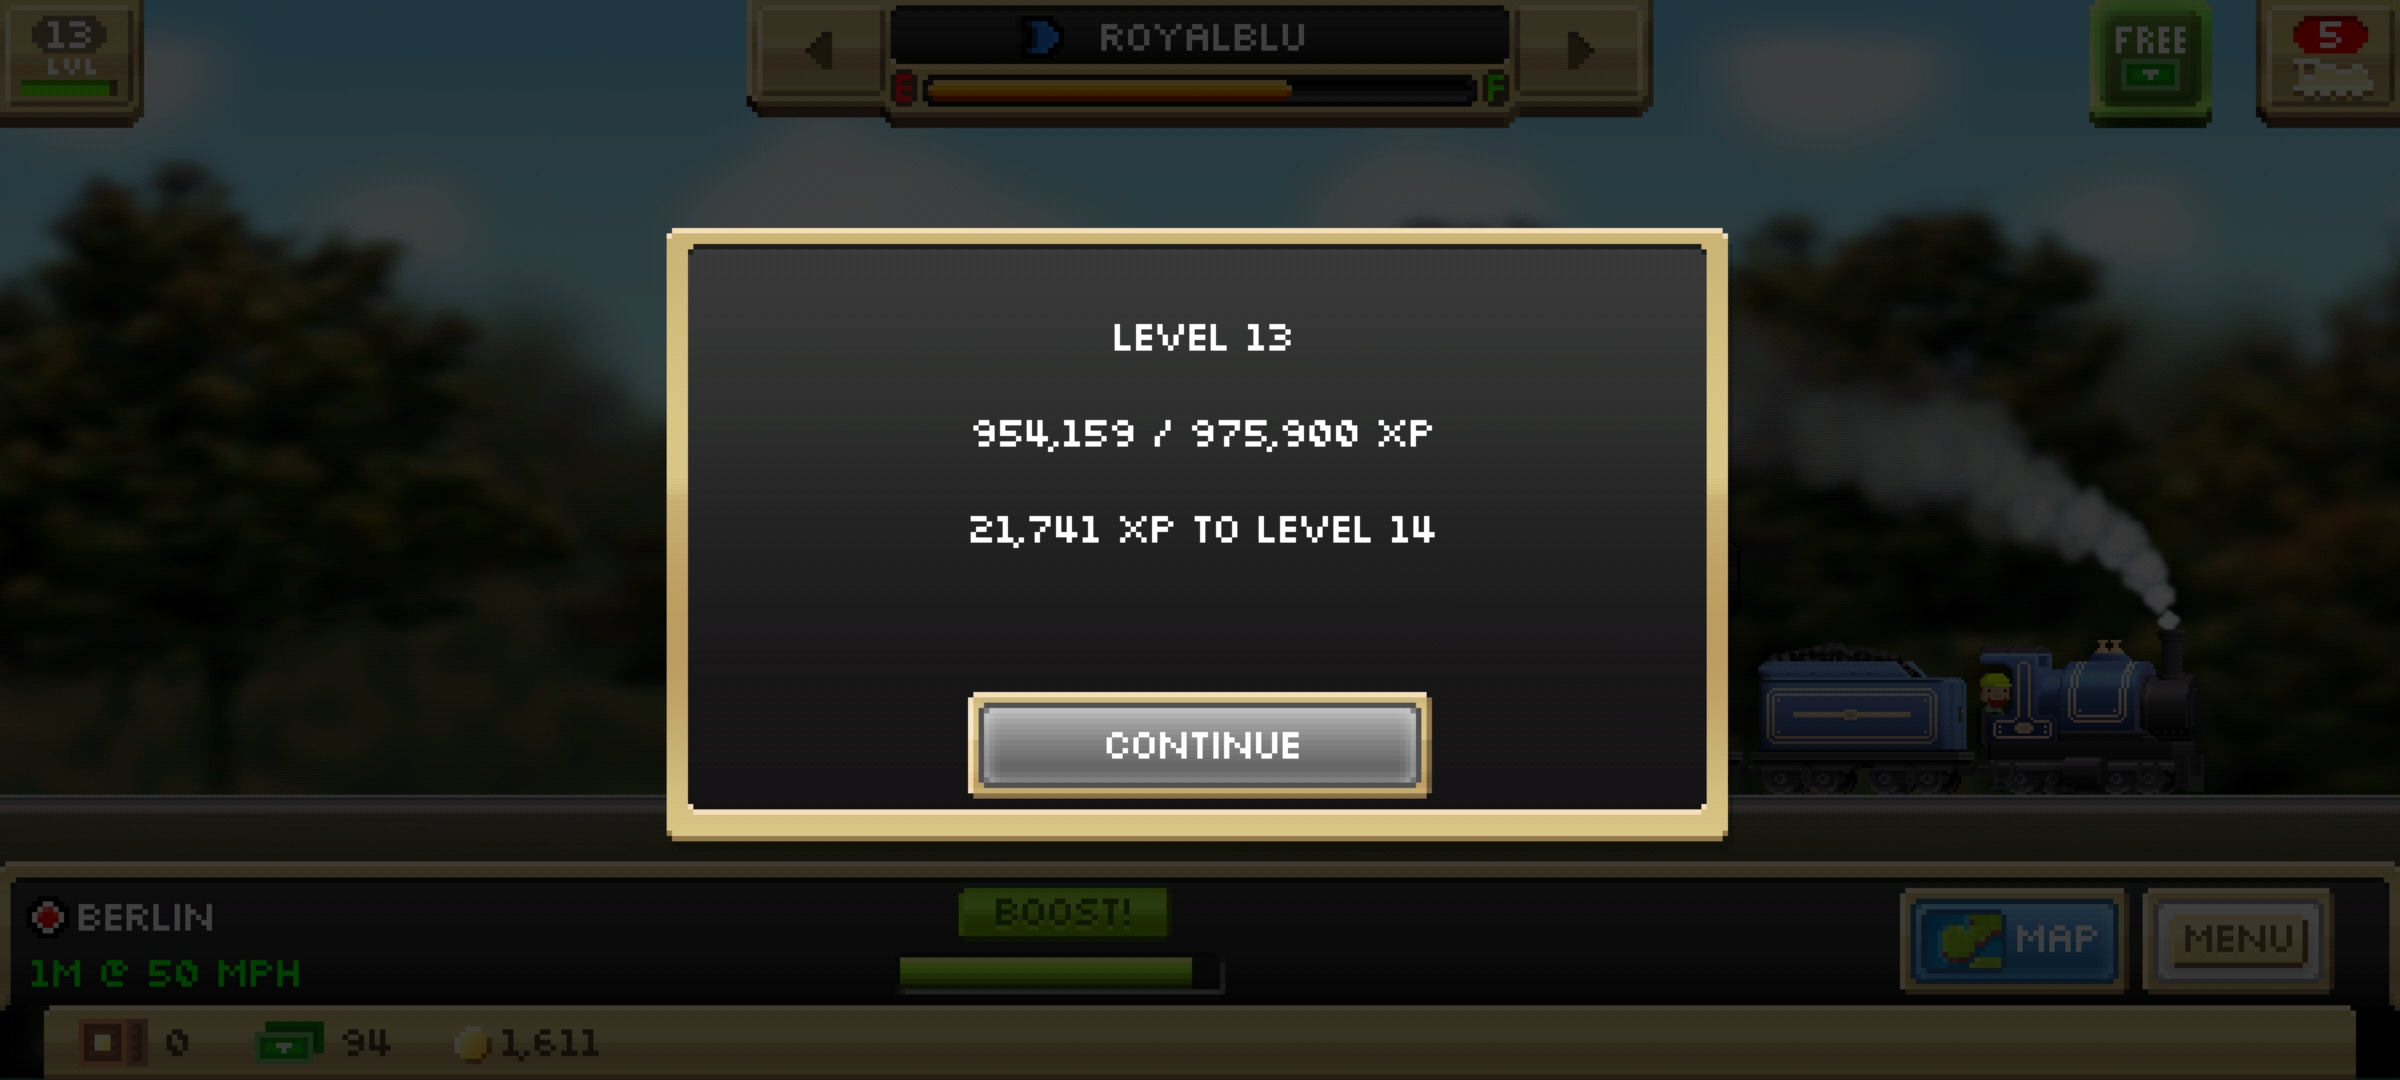 13
LVL
ROYALBLU
E
F
FREE
5
LEVEL 13
954,159 / 975,900 XP
21,741 XP TO LEVEL 14
CONTINUE
BERLIN
1M @ 50 MPH
BOOST!
MAP
MENU
0
94
1,611